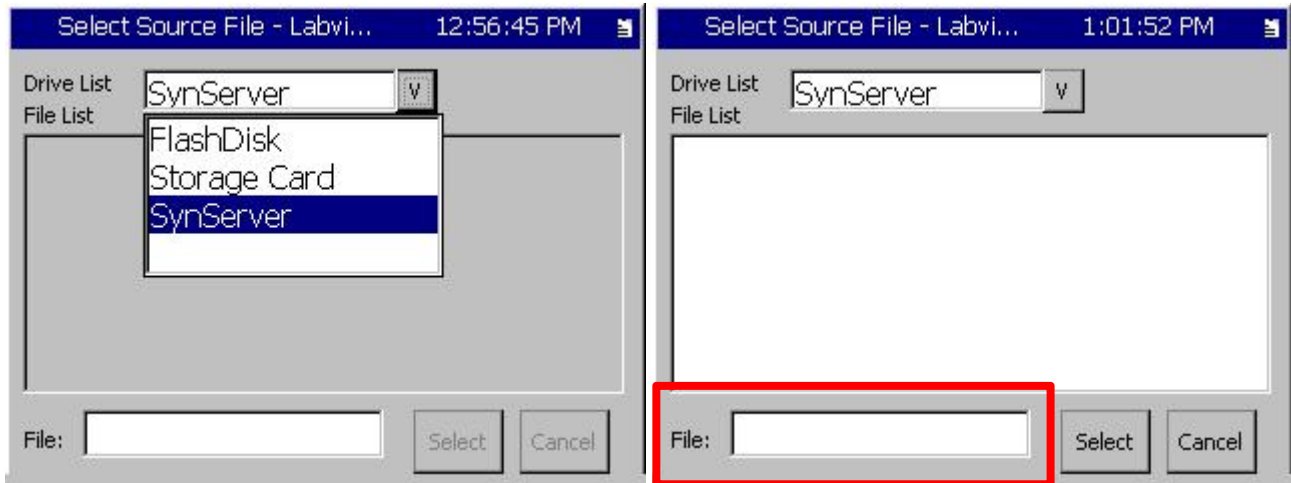 Select Source File - Labvi... 12:56:45 PM
Drive List SynServer V
File List
FlashDisk
Storage Card
SynServer
File: Select Cancel
Select Source File - Labvi... 1:01:52 PM
Drive List SynServer V
File List
File: Select Cancel